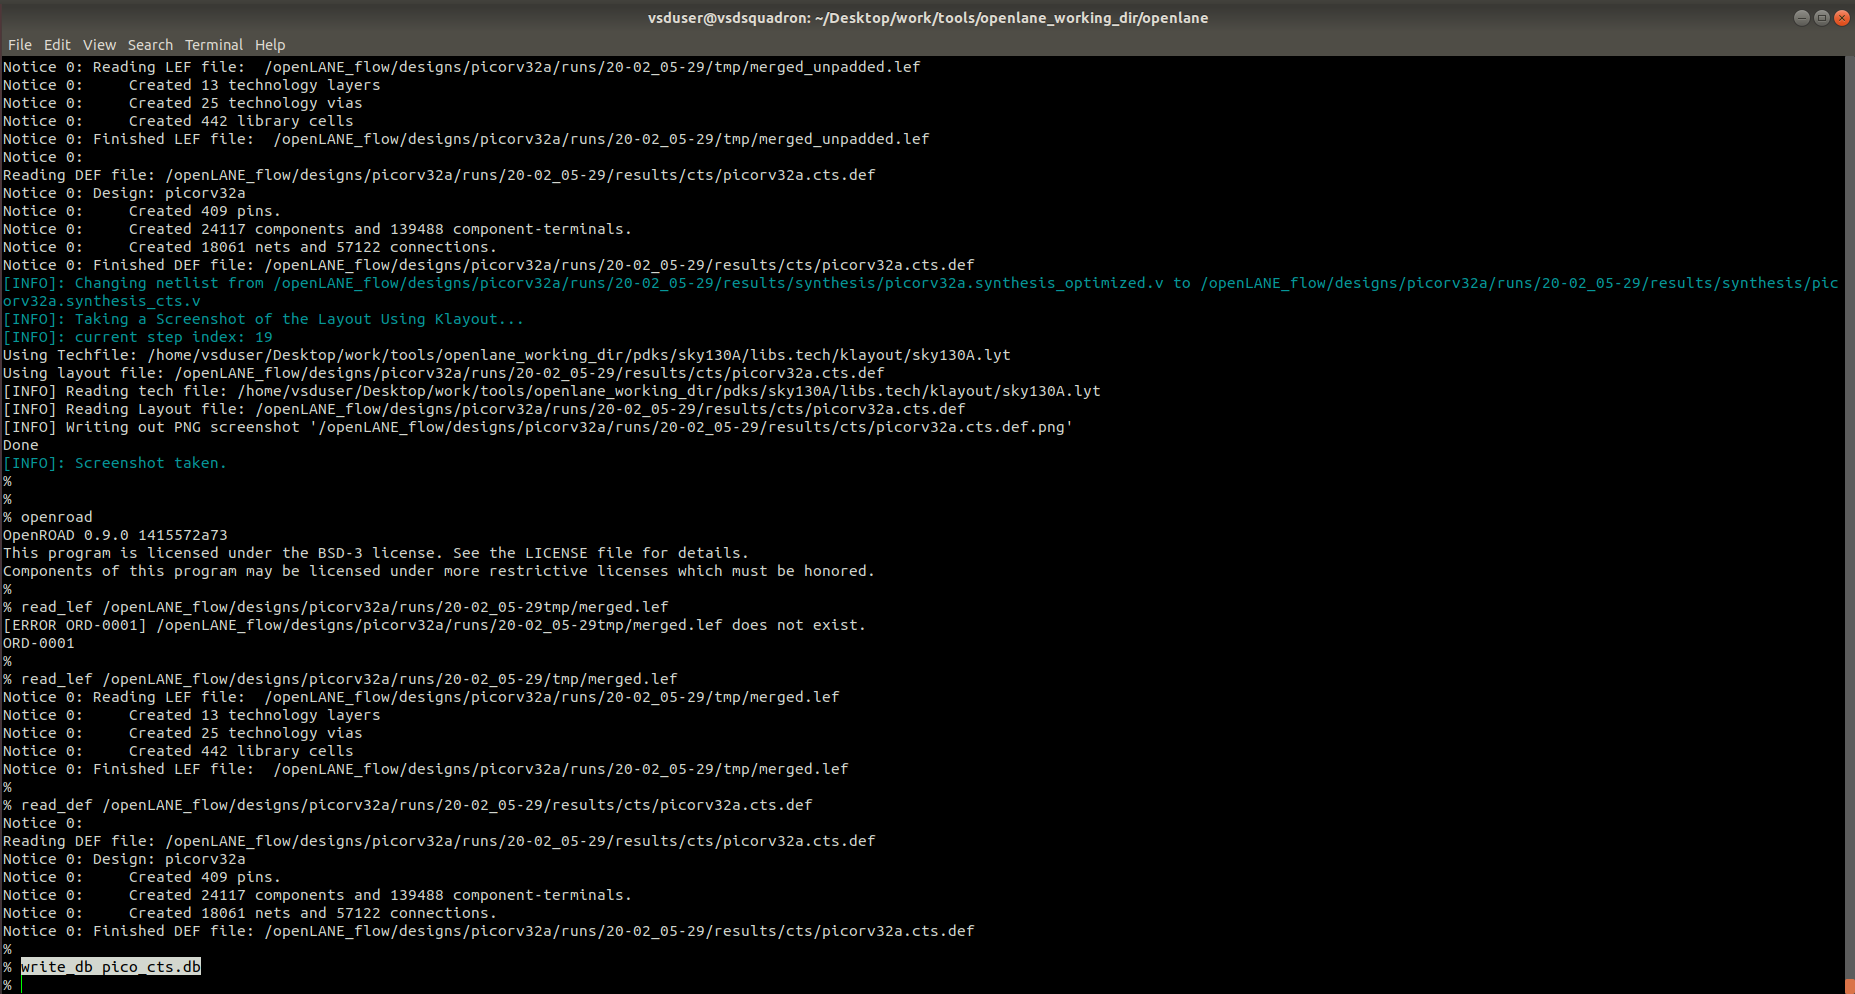 vsduser@vsdsquadron: ~/Desktop/work/tools/openlane_working_dir/openlane
File Edit View Search Terminal Help
Notice 0: Reading LEF file:  /openLANE_flow/designs/picorv32a/runs/20-02_05-29/tmp/merged_unpadded.lef
Notice 0:     Created 13 technology layers
Notice 0:     Created 25 technology vias
Notice 0:     Created 442 library cells
Notice 0: Finished LEF file:  /openLANE_flow/designs/picorv32a/runs/20-02_05-29/tmp/merged_unpadded.lef
Notice 0:
Reading DEF file: /openLANE_flow/designs/picorv32a/runs/20-02_05-29/results/cts/picorv32a.cts.def
Notice 0: Design: picorv32a
Notice 0:     Created 409 pins.
Notice 0:     Created 24117 components and 139488 component-terminals.
Notice 0:     Created 18061 nets and 57122 connections.
Notice 0: Finished DEF file: /openLANE_flow/designs/picorv32a/runs/20-02_05-29/results/cts/picorv32a.cts.def
[INFO]: Changing netlist from /openLANE_flow/designs/picorv32a/runs/20-02_05-29/results/synthesis/picorv32a.synthesis_optimized.v to /openLANE_flow/designs/picorv32a/runs/20-02_05-29/results/synthesis/pic
orv32a.synthesis_cts.v
[INFO]: Taking a Screenshot of the Layout Using Klayout...
[INFO]: current step index: 19
Using Techfile: /home/vsduser/Desktop/work/tools/openlane_working_dir/pdks/sky130A/libs.tech/klayout/sky130A.lyt
Using layout file: /openLANE_flow/designs/picorv32a/runs/20-02_05-29/results/cts/picorv32a.cts.def
[INFO] Reading tech file: /home/vsduser/Desktop/work/tools/openlane_working_dir/pdks/sky130A/libs.tech/klayout/sky130A.lyt
[INFO] Reading Layout file: /openLANE_flow/designs/picorv32a/runs/20-02_05-29/results/cts/picorv32a.cts.def
[INFO] Writing out PNG screenshot '/openLANE_flow/designs/picorv32a/runs/20-02_05-29/results/cts/picorv32a.cts.def.png'
Done
[INFO]: Screenshot taken.
%
%
% openroad
OpenROAD 0.9.0 1415572a73
This program is licensed under the BSD-3 license. See the LICENSE file for details.
Components of this program may be licensed under more restrictive licenses which must be honored.
%
% read_lef /openLANE_flow/designs/picorv32a/runs/20-02_05-29tmp/merged.lef
[ERROR ORD-0001] /openLANE_flow/designs/picorv32a/runs/20-02_05-29tmp/merged.lef does not exist.
ORD-0001
%
% read_lef /openLANE_flow/designs/picorv32a/runs/20-02_05-29/tmp/merged.lef
Notice 0: Reading LEF file:  /openLANE_flow/designs/picorv32a/runs/20-02_05-29/tmp/merged.lef
Notice 0:     Created 13 technology layers
Notice 0:     Created 25 technology vias
Notice 0:     Created 442 library cells
Notice 0: Finished LEF file:  /openLANE_flow/designs/picorv32a/runs/20-02_05-29/tmp/merged.lef
%
% read_def /openLANE_flow/designs/picorv32a/runs/20-02_05-29/results/cts/picorv32a.cts.def
Notice 0:
Reading DEF file: /openLANE_flow/designs/picorv32a/runs/20-02_05-29/results/cts/picorv32a.cts.def
Notice 0: Design: picorv32a
Notice 0:     Created 409 pins.
Notice 0:     Created 24117 components and 139488 component-terminals.
Notice 0:     Created 18061 nets and 57122 connections.
Notice 0: Finished DEF file: /openLANE_flow/designs/picorv32a/runs/20-02_05-29/results/cts/picorv32a.cts.def
%
% write_db pico_cts.db
%